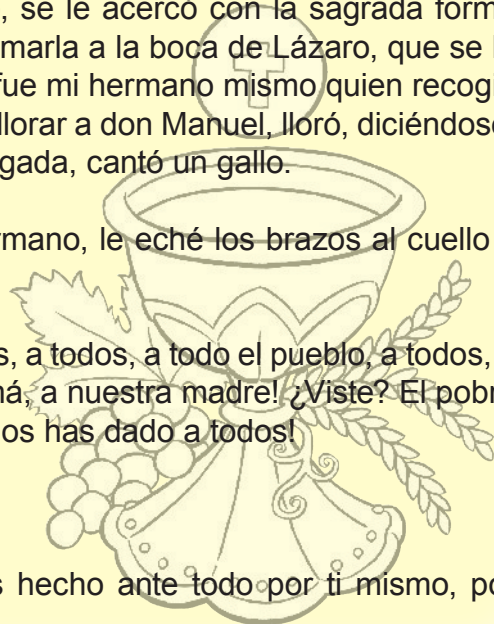 , se le acercó con la sagrada form
marla a la boca de Lázaro, que se l
fue mi hermano mismo quien recogi
llorar a don Manuel, lloró, diciéndos
gada, cantó un gallo.
rmano, le eché los brazos al cuello
s, a todos, a todo el pueblo, a todos,
má, a nuestra madre! ¿Viste? El pobr
os has dado a todos!
s hecho ante todo por ti mismo, po